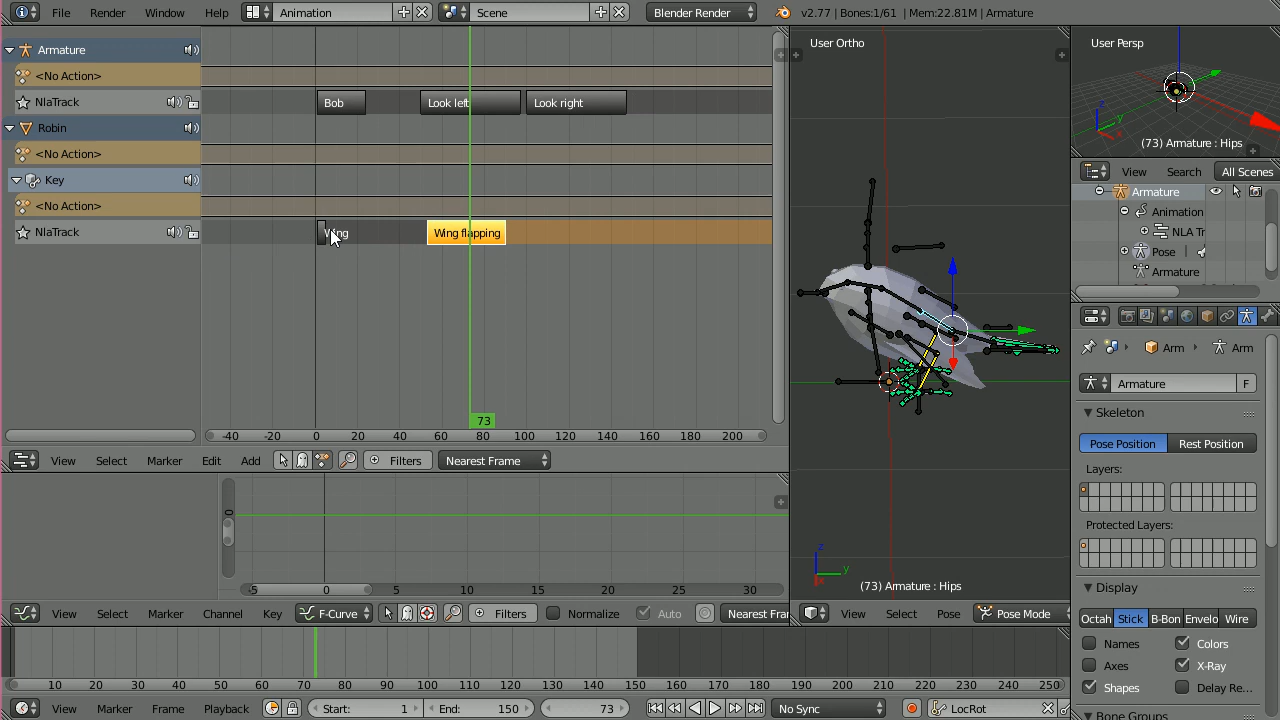 File Render Window Help Animation Scene Blender Render v2.77 | Bones:1/61 | Mem:22.81M | Armature
Armature
<No Action>
NlaTrack
Bob Look left Look right
Robin
<No Action>
Key
<No Action>
NlaTrack
Wing Wing flapping
73
-40 -20 0 20 40 60 80 100 120 140 160 180 200
View Select Marker Edit Add Filters Nearest Frame
0
-5 0 5 10 15 20 25 30
View Select Marker Channel Key F-Curve Filters Normalize Auto Nearest Fra
User Ortho
z
y
x
(73) Armature : Hips
View Select Pose Pose Mode
User Persp
z
y
x
(73) Armature : Hips
View Search All Scenes
Armature
Animation
NLA Tr
Pose
Armature
Arm Arm
Armature F
Skeleton
Pose Position Rest Position
Layers:
Protected Layers:
Display
Octah Stick B-Bon Envelo Wire
Names Colors
Axes X-Ray
Shapes Delay Re...
Bone Groups
10 20 30 40 50 60 70 80 90 100 110 120 130 140 150 160 170 180 190 200 210 220 230 240 250
View Marker Frame Playback Start: 1 End: 150 73 No Sync LocRot